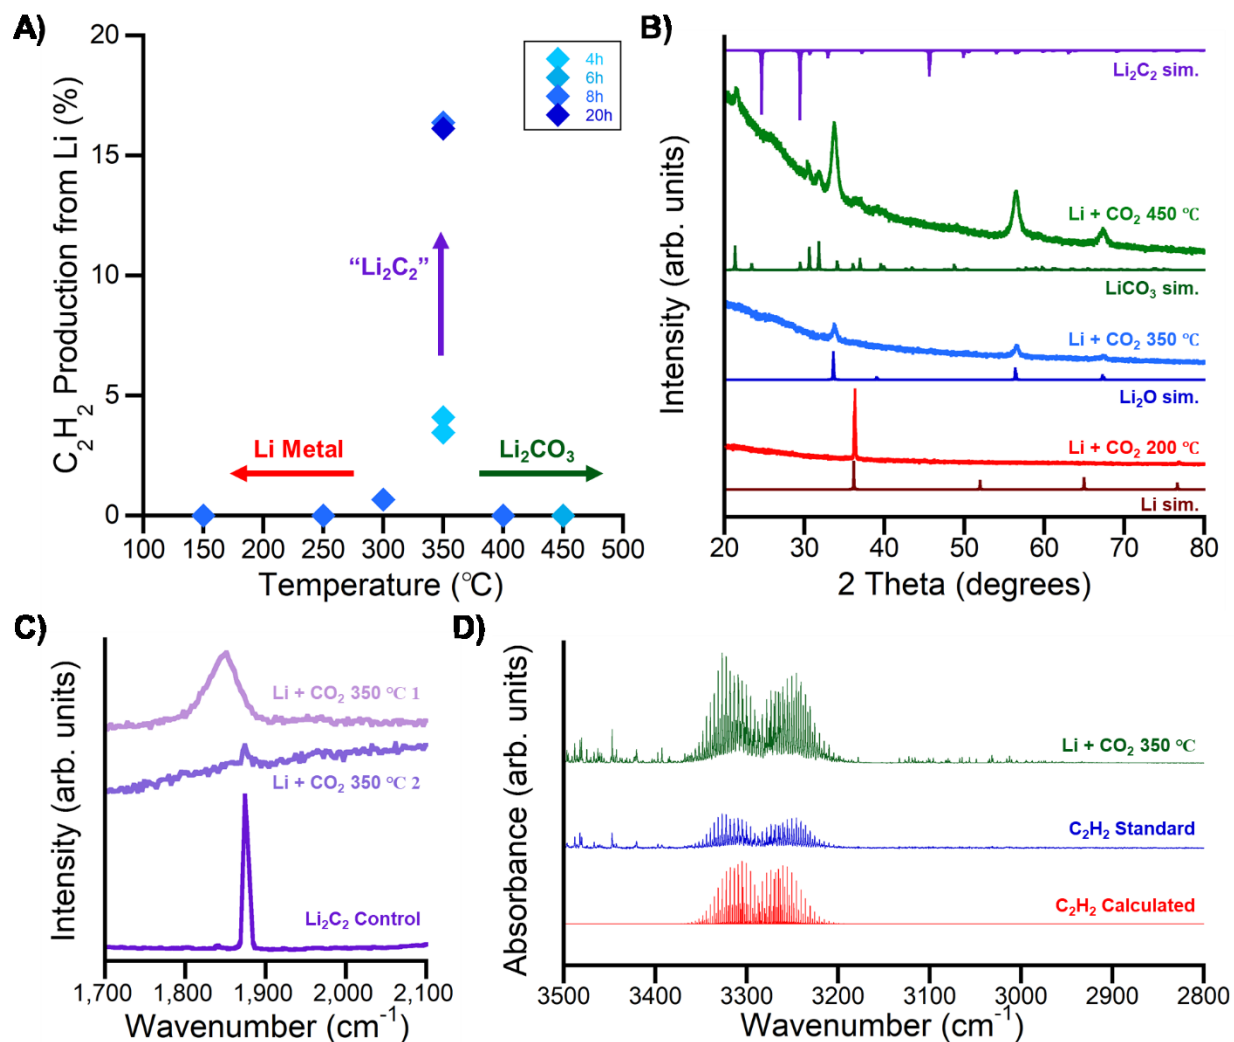 A)
C₂H₂ Production from Li (%)
20
15
10
5
0
4h
6h
8h
20h
“Li₂C₂”
Li Metal
Li₂CO₃
100 150 200 250 300 350 400 450 500
Temperature (°C)
B)
Intensity (arb. units)
Li₂C₂ sim.
Li + CO₂ 450 °C
LiCO₃ sim.
Li + CO₂ 350 °C
Li₂O sim.
Li + CO₂ 200 °C
Li sim.
20 30 40 50 60 70 80
2 Theta (degrees)
C)
Intensity (arb. units)
Li + CO₂ 350 °C 1
Li + CO₂ 350 °C 2
Li₂C₂ Control
1,700 1,800 1,900 2,000 2,100
Wavenumber (cm⁻¹)
D)
Absorbance (arb. units)
Li + CO₂ 350 °C
C₂H₂ Standard
C₂H₂ Calculated
3500 3400 3300 3200 3100 3000 2900 2800
Wavenumber (cm⁻¹)